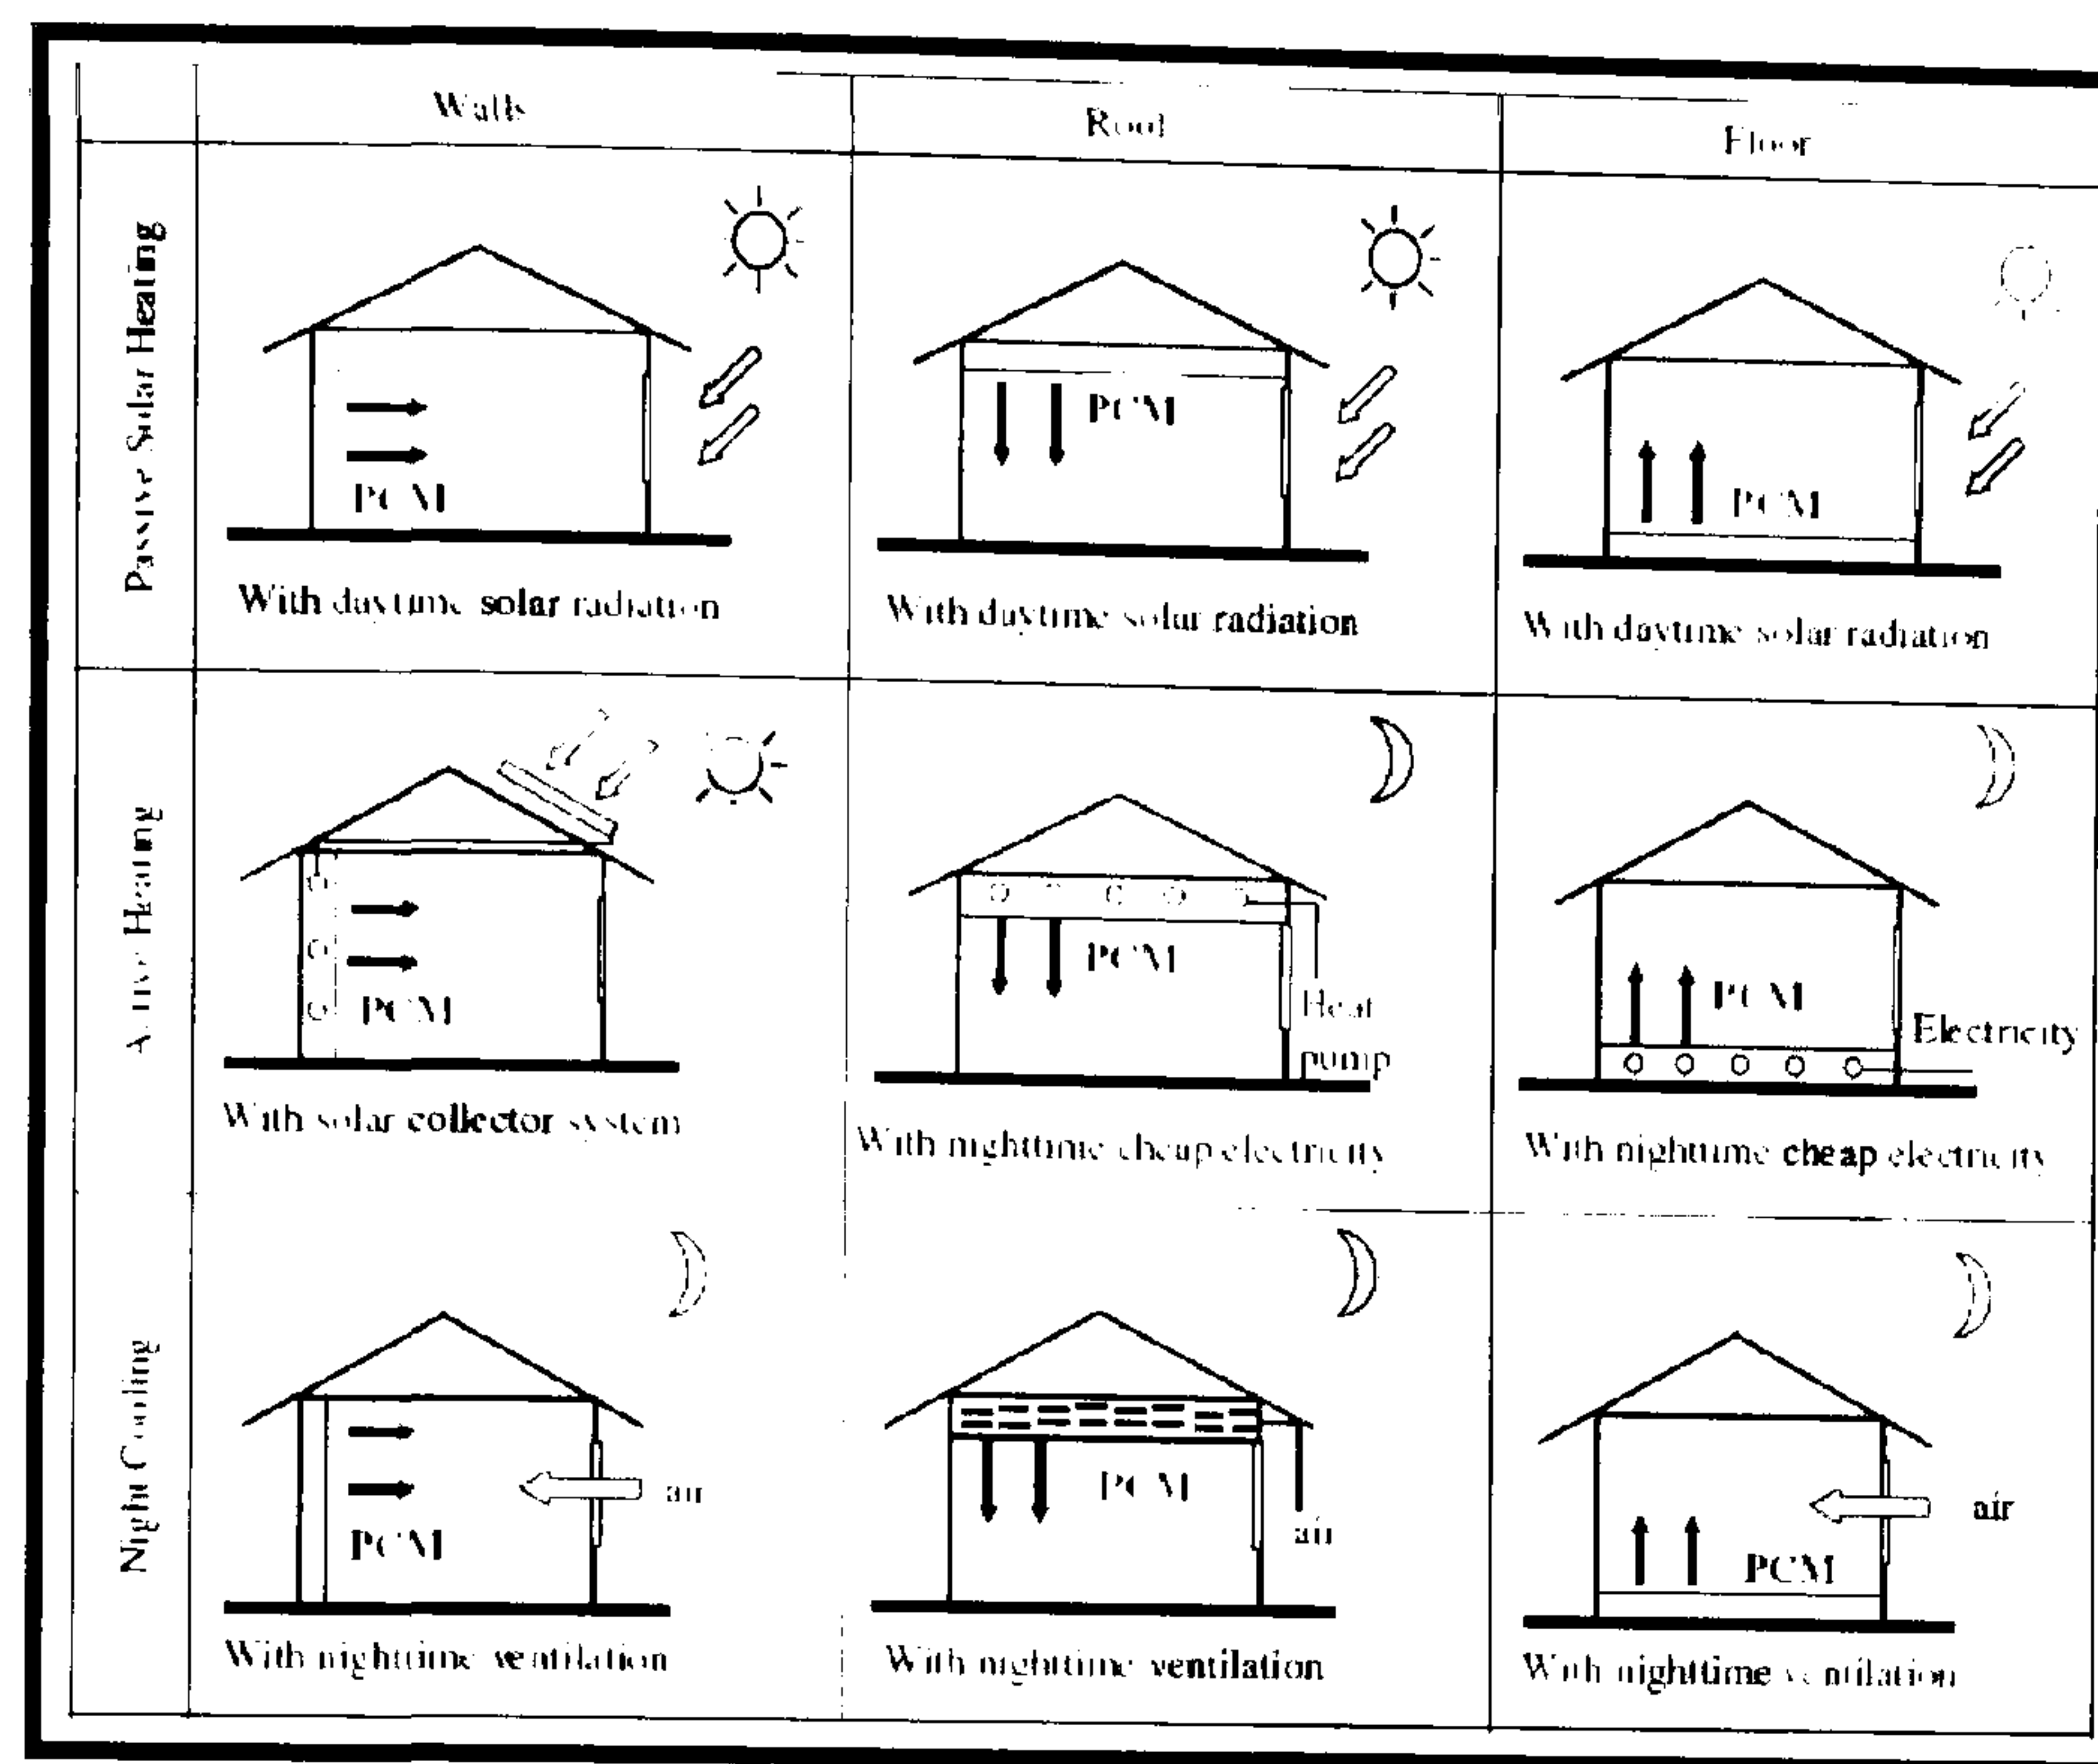 Walls
Roof
Floor
Passive Solar Heating
PCM
With daytime solar radiation
PCM
With daytime solar radiation
PCM
With daytime solar radiation
Active Heating
PCM
With solar collector system
PCM
Heat
pump
With nighttime cheap electricity
PCM
Electricity
With nighttime cheap electricity
Night Cooling
air
PCM
With nighttime ventilation
PCM
air
With nighttime ventilation
air
PCM
With nighttime ventilation